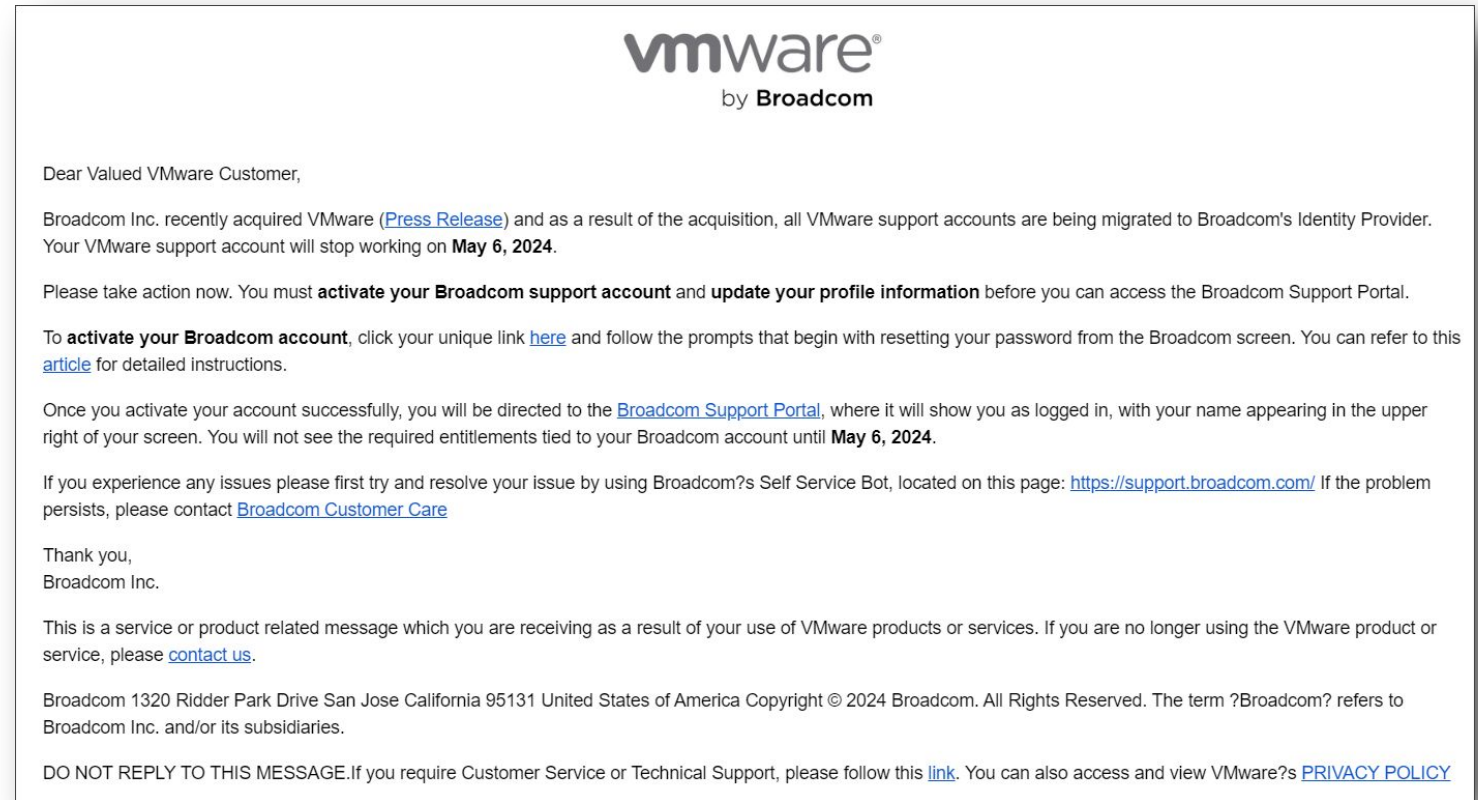 vmware®
by Broadcom
Dear Valued VMware Customer,
Broadcom Inc. recently acquired VMware (Press Release) and as a result of the acquisition, all VMware support accounts are being migrated to Broadcom's Identity Provider.
Your VMware support account will stop working on May 6, 2024.
Please take action now. You must activate your Broadcom support account and update your profile information before you can access the Broadcom Support Portal.
To activate your Broadcom account, click your unique link here and follow the prompts that begin with resetting your password from the Broadcom screen. You can refer to this
article for detailed instructions.
Once you activate your account successfully, you will be directed to the Broadcom Support Portal, where it will show you as logged in, with your name appearing in the upper
right of your screen. You will not see the required entitlements tied to your Broadcom account until May 6, 2024.
If you experience any issues please first try and resolve your issue by using Broadcom?s Self Service Bot, located on this page: https://support.broadcom.com/ If the problem
persists, please contact Broadcom Customer Care
Thank you,
Broadcom Inc.
This is a service or product related message which you are receiving as a result of your use of VMware products or services. If you are no longer using the VMware product or
service, please contact us.
Broadcom 1320 Ridder Park Drive San Jose California 95131 United States of America Copyright © 2024 Broadcom. All Rights Reserved. The term ?Broadcom? refers to
Broadcom Inc. and/or its subsidiaries.
DO NOT REPLY TO THIS MESSAGE.If you require Customer Service or Technical Support, please follow this link. You can also access and view VMware?s PRIVACY POLICY